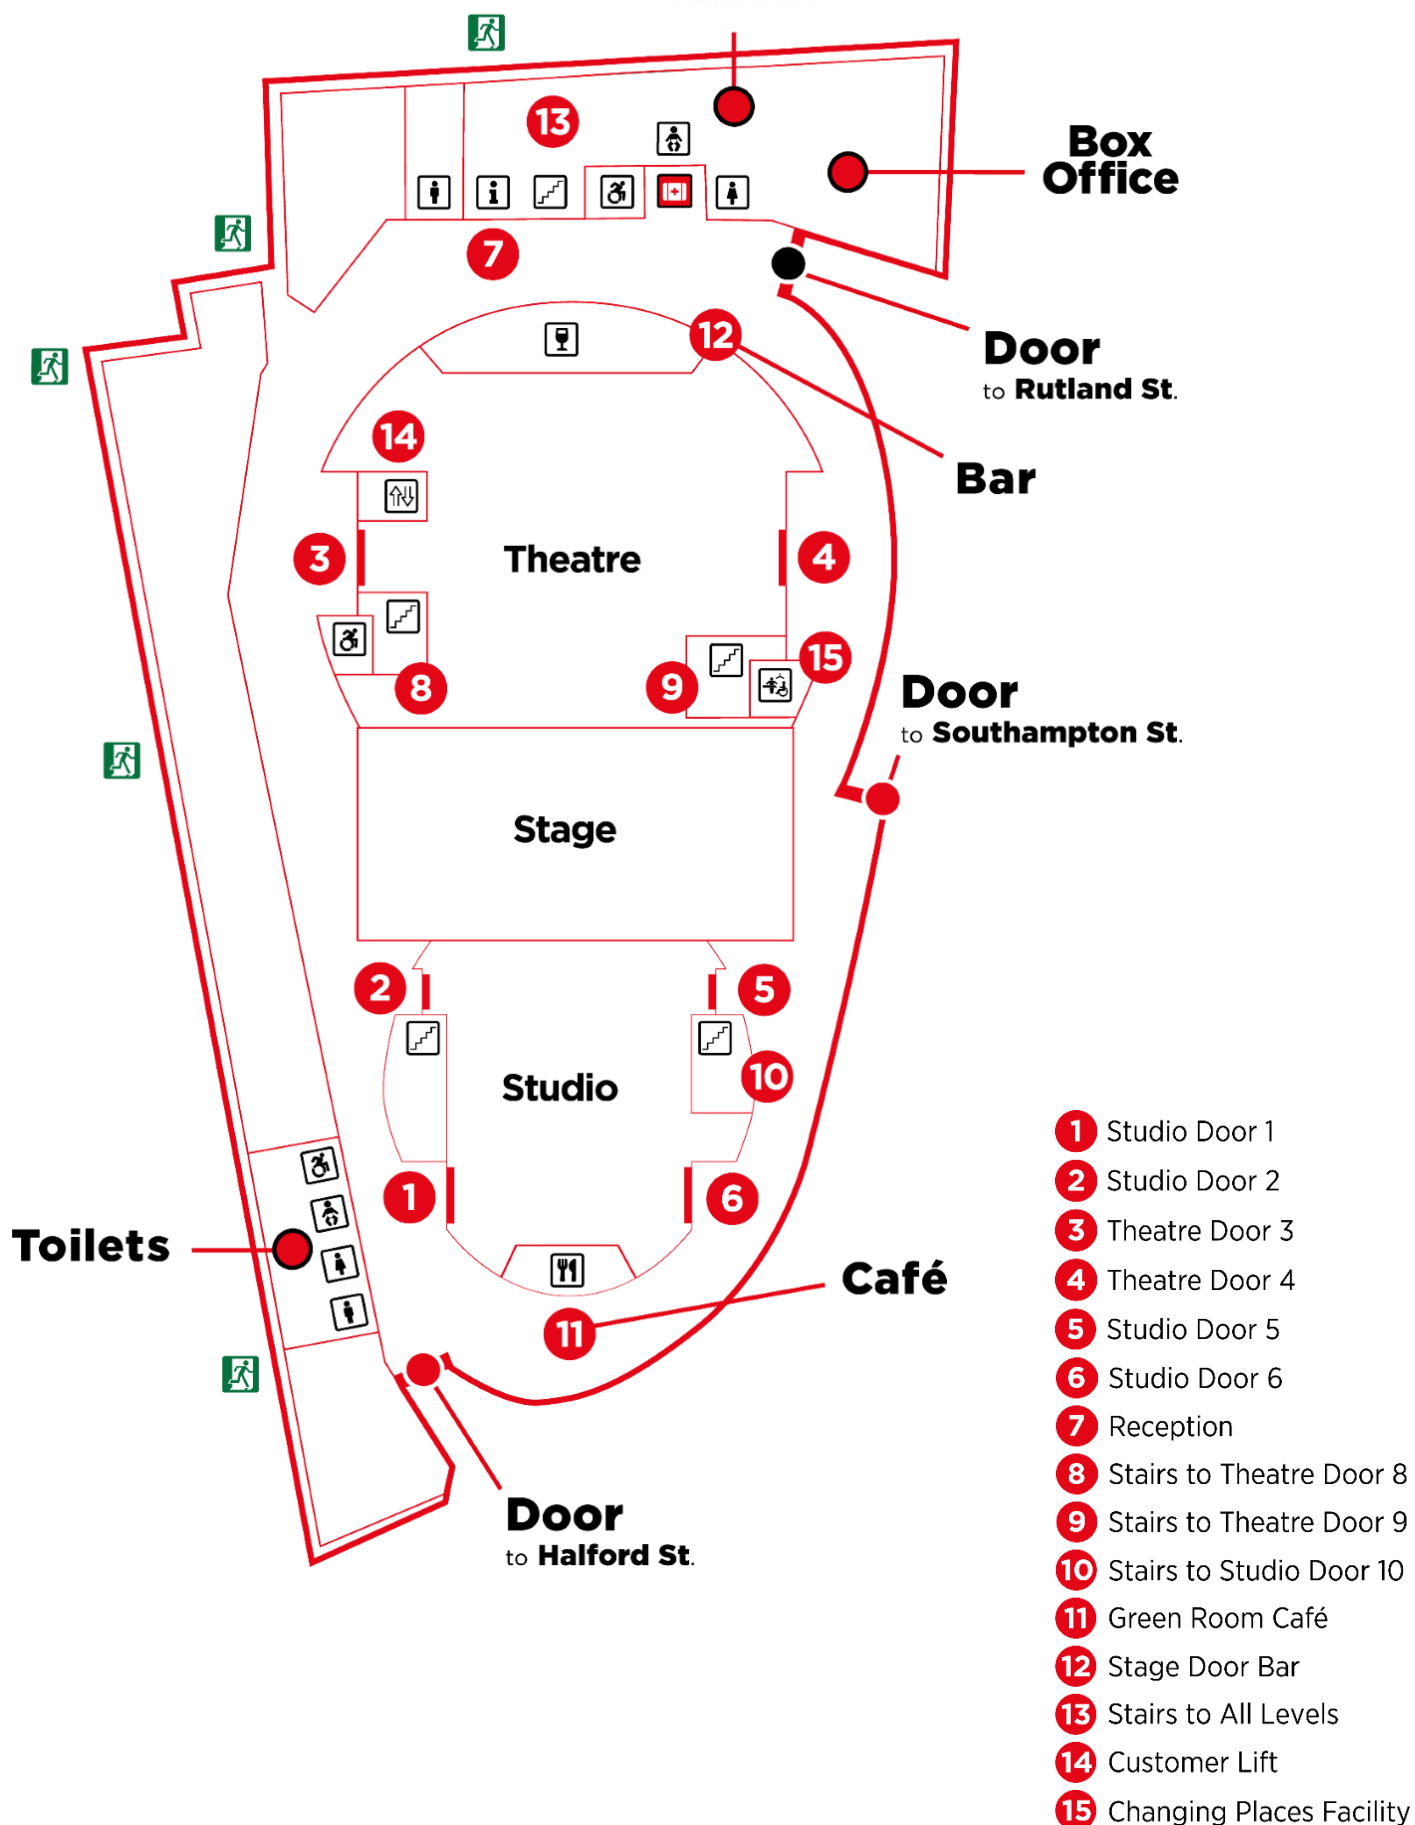 13
Box
Office
7
12
Door
to Rutland St.
14
Bar
3
Theatre
4
15
8
9
Door
to Southampton St.
Stage
2
5
Studio
10
1
6
Toilets
Café
11
Door
to Halford St.
1 Studio Door 1
2 Studio Door 2
3 Theatre Door 3
4 Theatre Door 4
5 Studio Door 5
6 Studio Door 6
7 Reception
8 Stairs to Theatre Door 8
9 Stairs to Theatre Door 9
10 Stairs to Studio Door 10
11 Green Room Café
12 Stage Door Bar
13 Stairs to All Levels
14 Customer Lift
15 Changing Places Facility